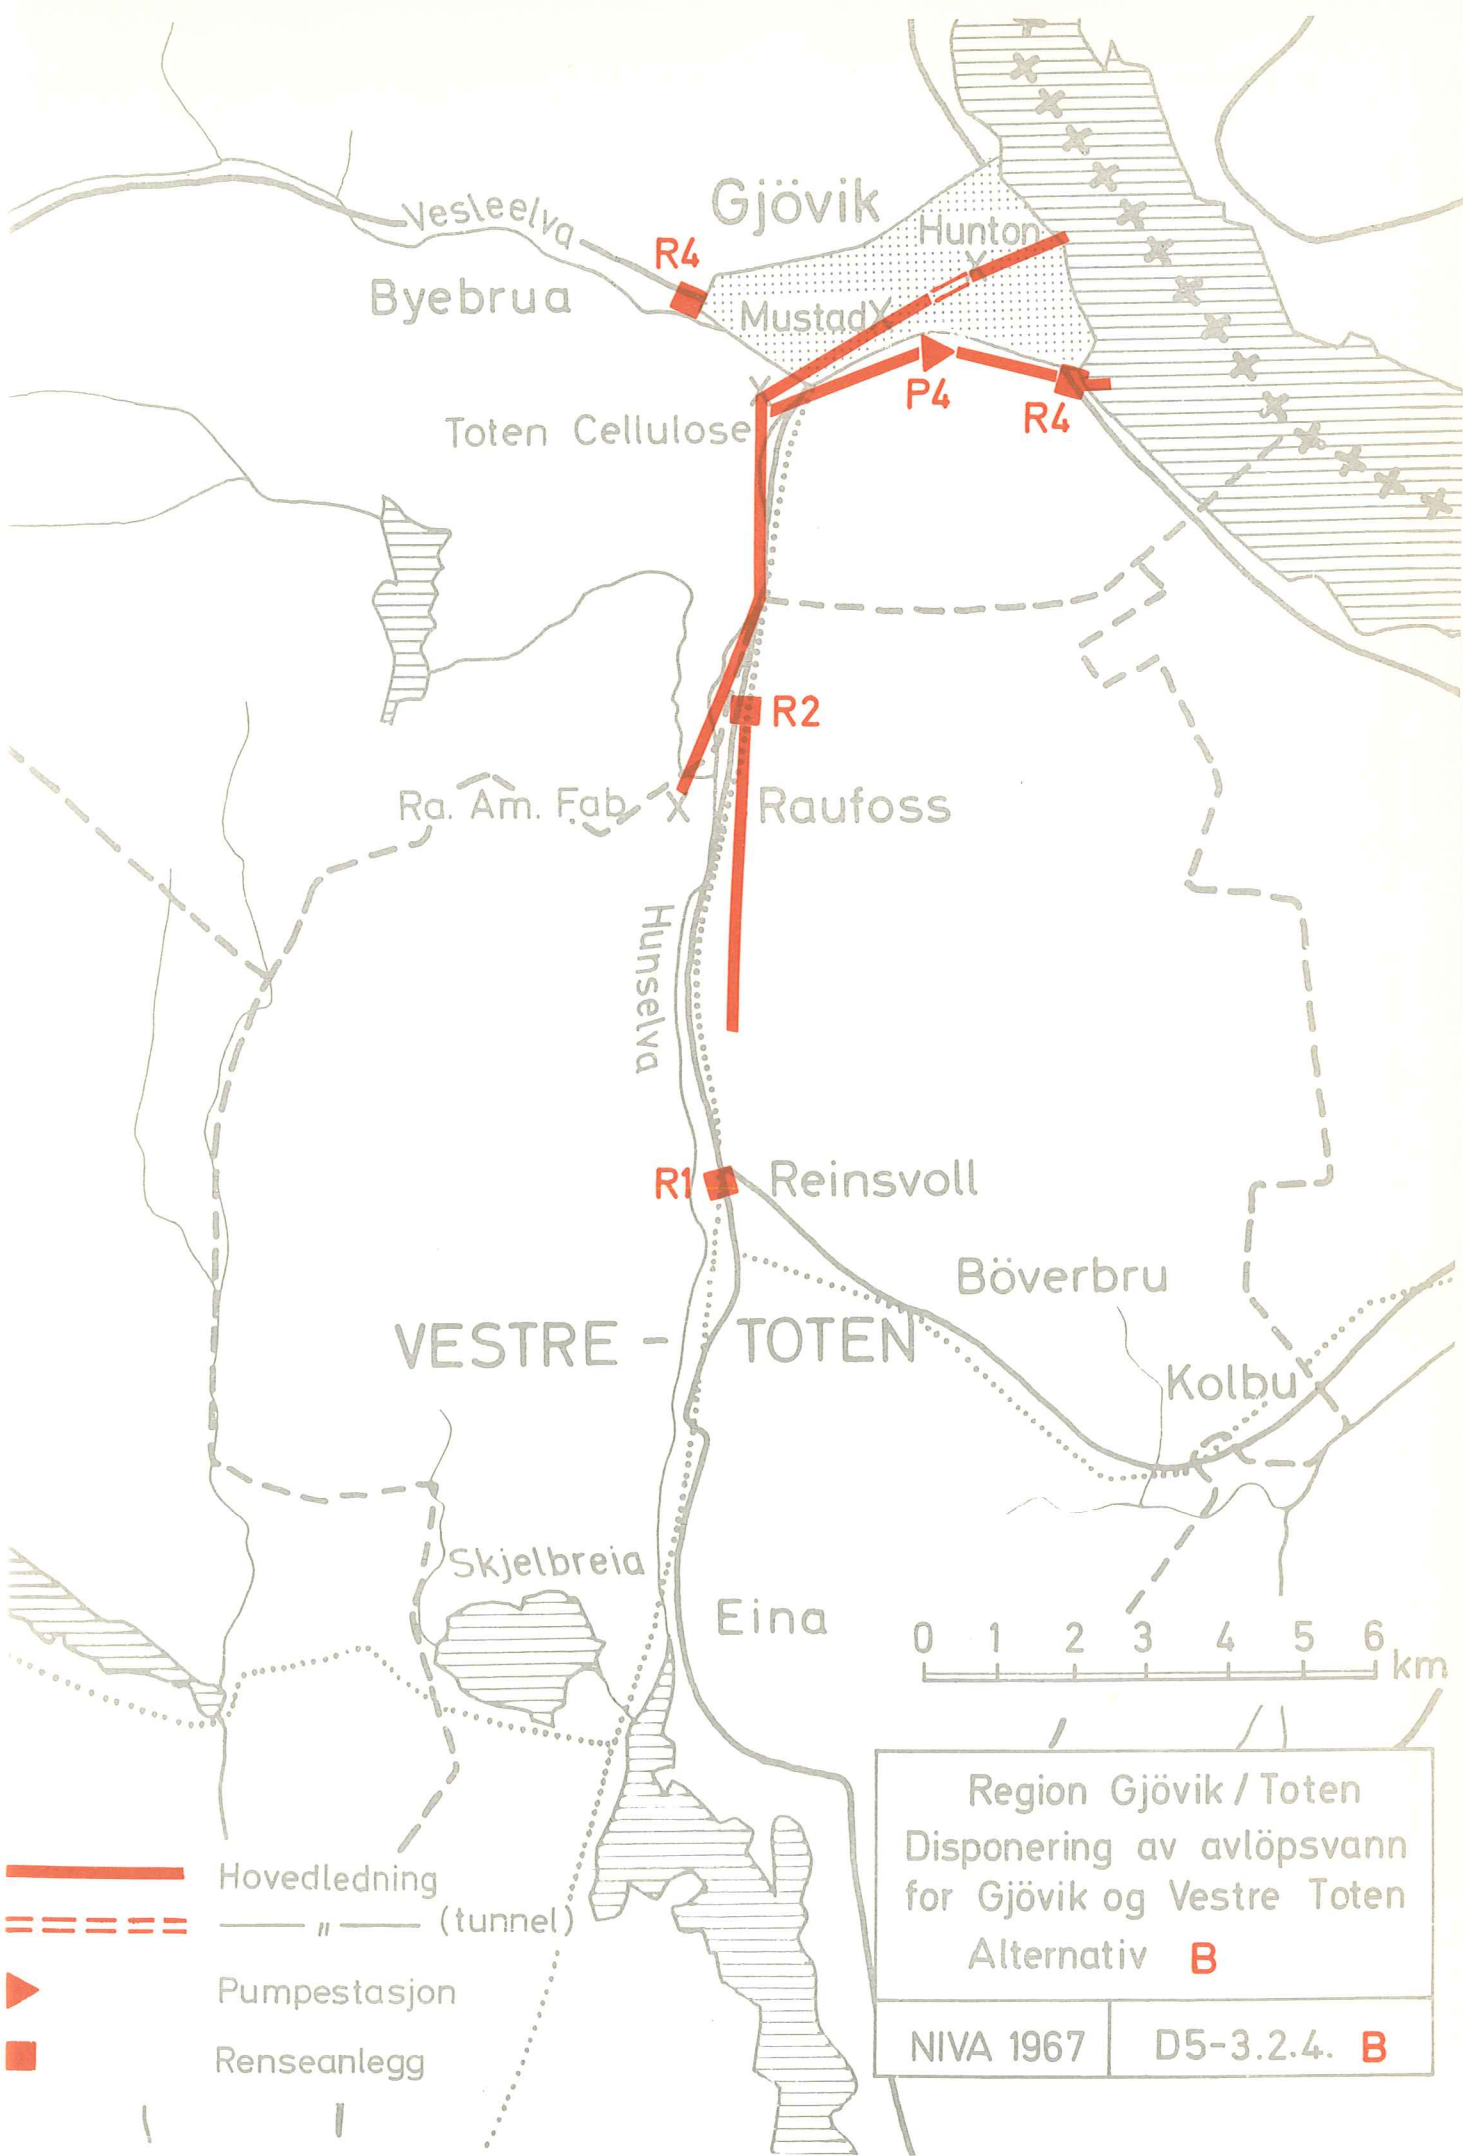 Gjövik
Vesleelva
Hunton
R4
Byebrua
Mustad
P4
R4
Toten Cellulose
R2
Ra. Am. Fab
Raufoss
Hunselva
R1
Reinsvoll
Böverbru
VESTRE - TOTEN
Kolbu
Skjelbreia
Eina
0 1 2 3 4 5 6 km
Hovedledning
—— " —— (tunnel)
Pumpestasjon
Renseanlegg
Region Gjövik / Toten
Disponering av avlöpsvann
for Gjövik og Vestre Toten
Alternativ B
NIVA 1967
D5-3.2.4. B